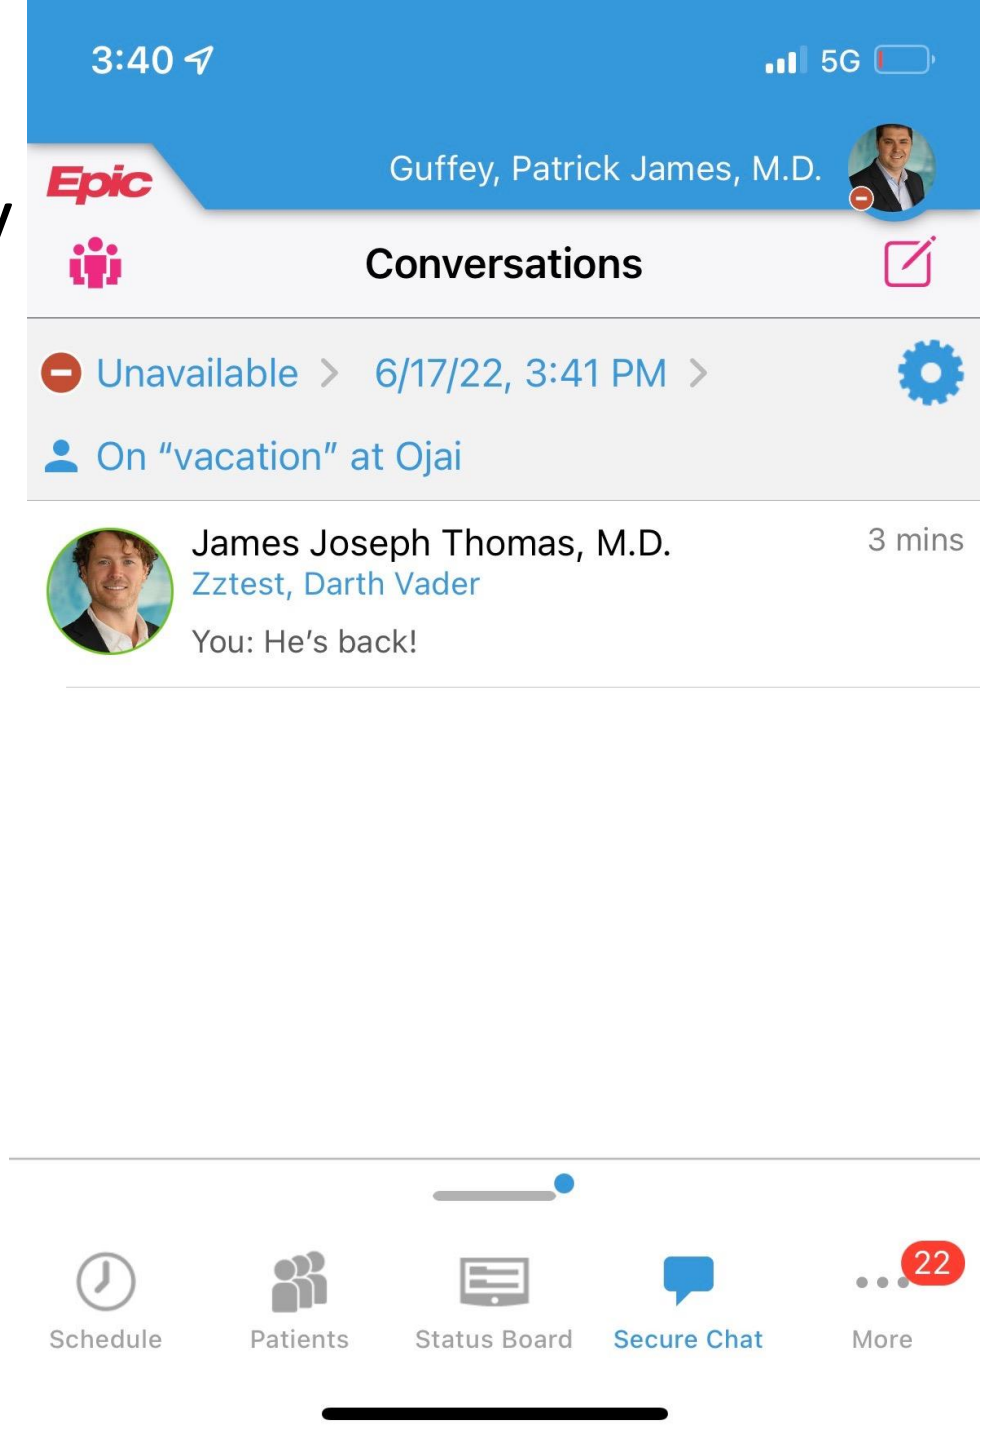 3:40 5G
Epic
Guffey, Patrick James, M.D.
y
Conversations
Unavailable > 6/17/22, 3:41 PM >
On “vacation” at Ojai
James Joseph Thomas, M.D. 3 mins
Zztest, Darth Vader
You: He’s back!
22
Schedule Patients Status Board Secure Chat More